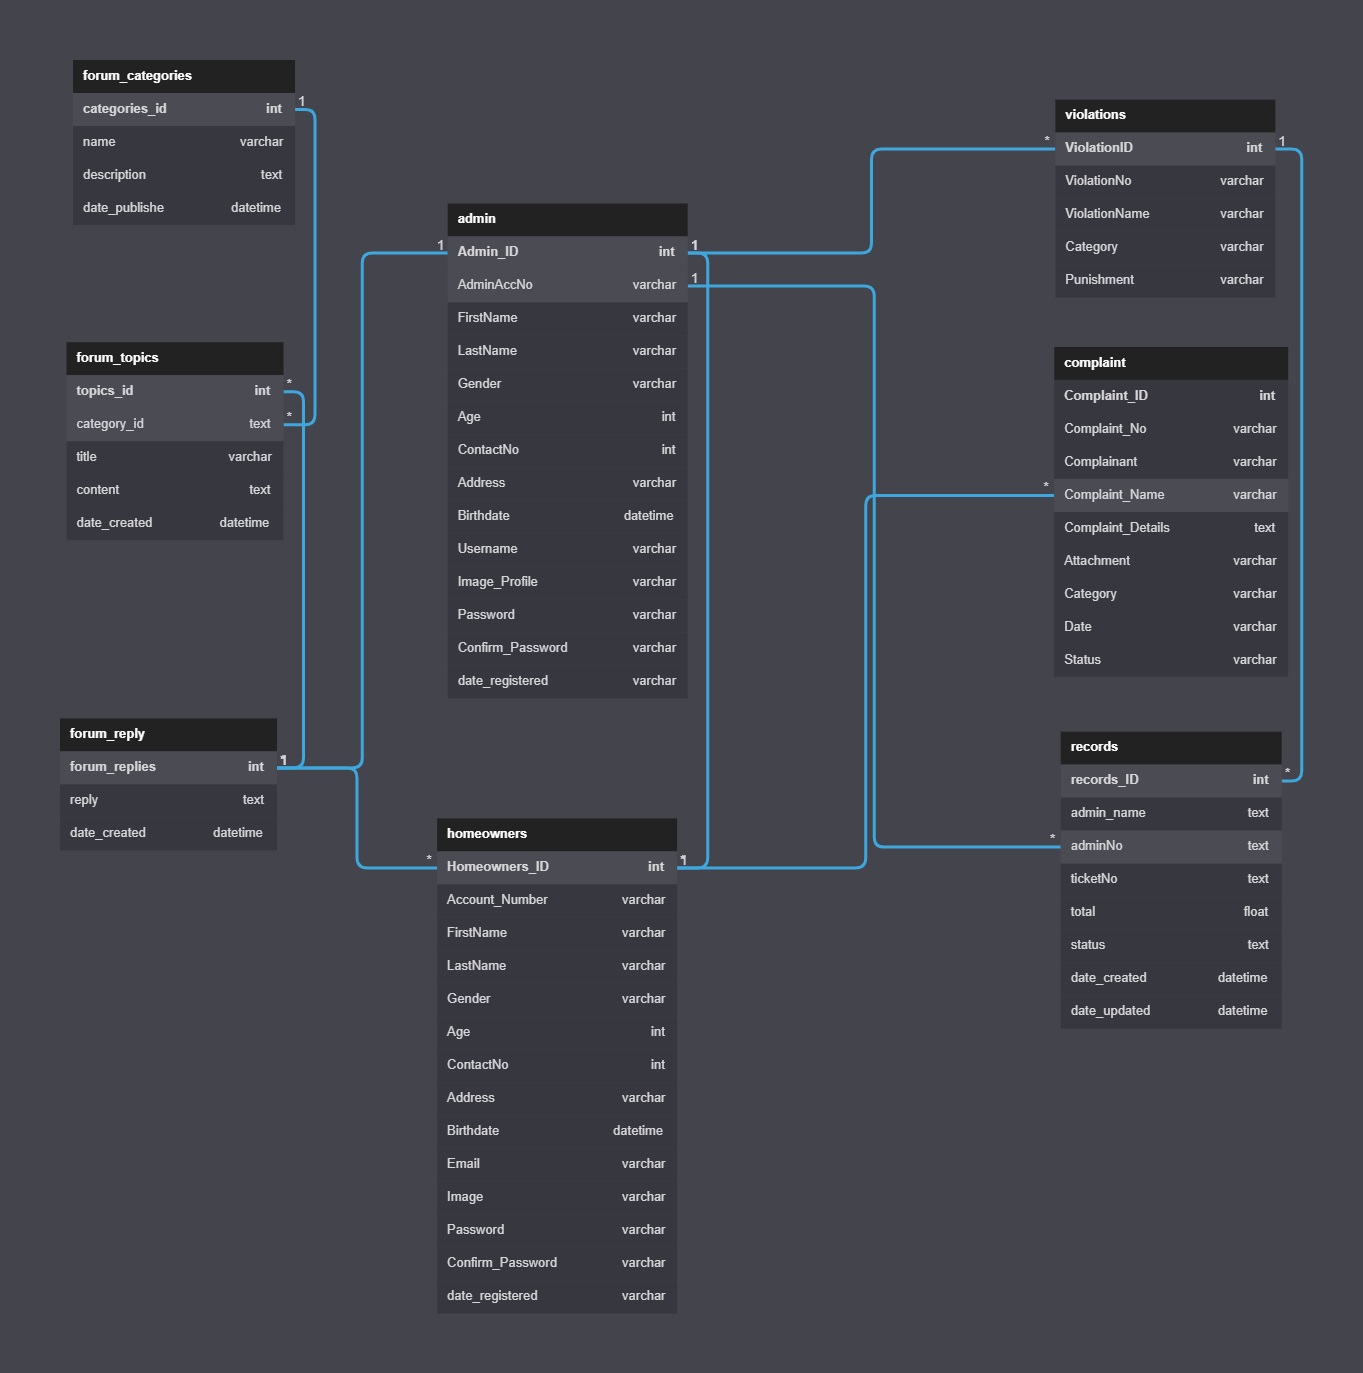 forum_categories
categories_id int
name varchar
description text
date_publishe datetime
1
forum_topics
topics_id int
category_id text
title varchar
content text
date_created datetime
*
*
forum_reply
forum_replies int
reply text
date_created datetime
1
admin
Admin_ID int
AdminAccNo varchar
FirstName varchar
LastName varchar
Gender varchar
Age int
ContactNo int
Address varchar
Birthdate datetime
Username varchar
Image_Profile varchar
Password varchar
Confirm_Password varchar
date_registered varchar
1
1
1
homeowners
Homeowners_ID int
Account_Number varchar
FirstName varchar
LastName varchar
Gender varchar
Age int
ContactNo int
Address varchar
Birthdate datetime
Email varchar
Image varchar
Password varchar
Confirm_Password varchar
date_registered varchar
*
1
violations
ViolationID int
ViolationNo varchar
ViolationName varchar
Category varchar
Punishment varchar
*
1
complaint
Complaint_ID int
Complaint_No varchar
Complainant varchar
Complaint_Name varchar
Complaint_Details text
Attachment varchar
Category varchar
Date varchar
Status varchar
*
records
records_ID int
admin_name text
adminNo text
ticketNo text
total float
status text
date_created datetime
date_updated datetime
*
*